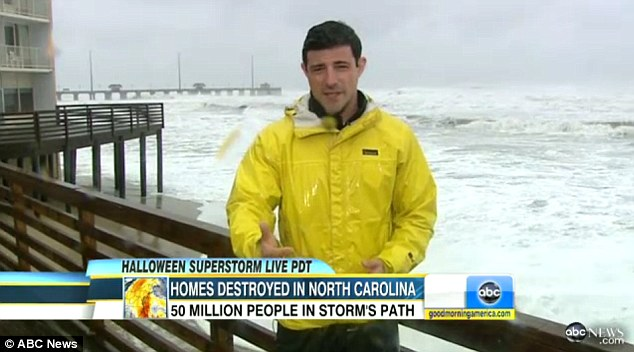 HALLOWEEN SUPERSTORM LIVE PDT
HOMES DESTROYED IN NORTH CAROLINA
50 MILLION PEOPLE IN STORM'S PATH
abc
goodmorningamerica.com
abc NEWS
.com
© ABC News